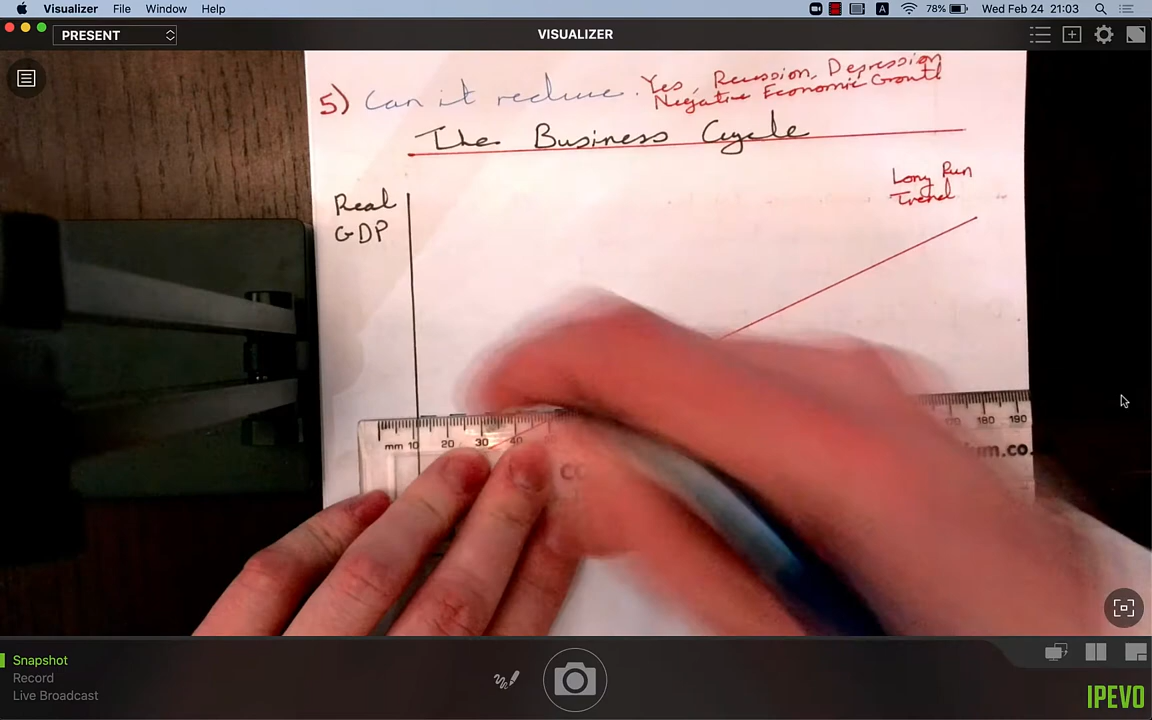 Visualizer File Edit Window Help A 78% Wed Feb 24 21:03
PRESENT VISUALIZER
5) Can it reduce. Yes, Recession, Depression
Negative Economic Growth
The Business Cycle
Long Run
Trend
Real
GDP
mm 10 20 30 40 180 190
Snapshot
Record
Live Broadcast
IPEVO